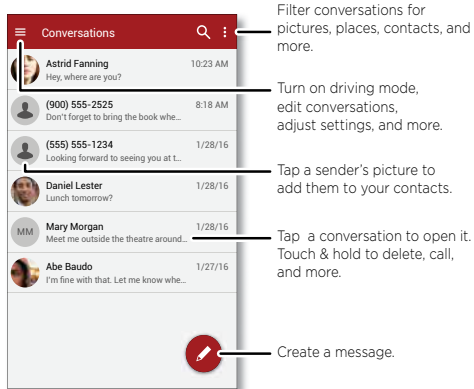 Conversations
Astrid Fanning 10:23 AM
Hey, where are you?
(900) 555-2525 8:18 AM
Don't forget to bring the book whe...
(555) 555-1234 1/28/16
Looking forward to seeing you at t...
Daniel Lester 1/28/16
Lunch tomorrow?
MM
Mary Morgan 1/28/16
Meet me outside the theatre around...
Abe Baudo 1/27/16
I'm fine with that. Let me know whe...
Filter conversations for
pictures, places, contacts, and
more.
Turn on driving mode,
edit conversations,
adjust settings, and more.
Tap a sender's picture to
add them to your contacts.
Tap a conversation to open it.
Touch & hold to delete, call,
and more.
Create a message.